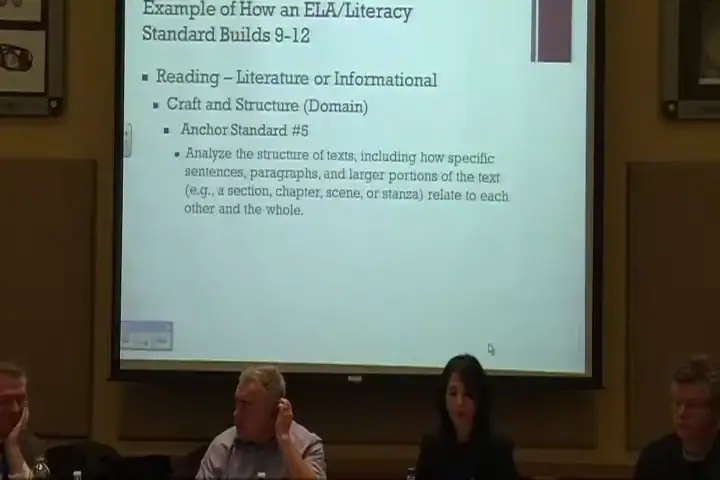 Example of How an ELA/Literacy
Standard Builds 9-12
Reading – Literature or Informational
Craft and Structure (Domain)
Anchor Standard #5
Analyze the structure of texts, including how specific
sentences, paragraphs, and larger portions of the text
(e.g., a section, chapter, scene, or stanza) relate to each
other and the whole.